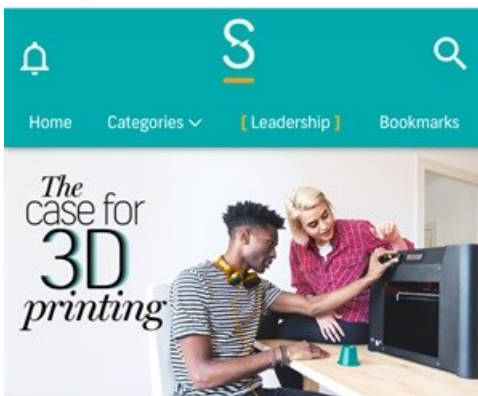 S
Home Categories [ Leadership ] Bookmarks
The
case for
3D
printing